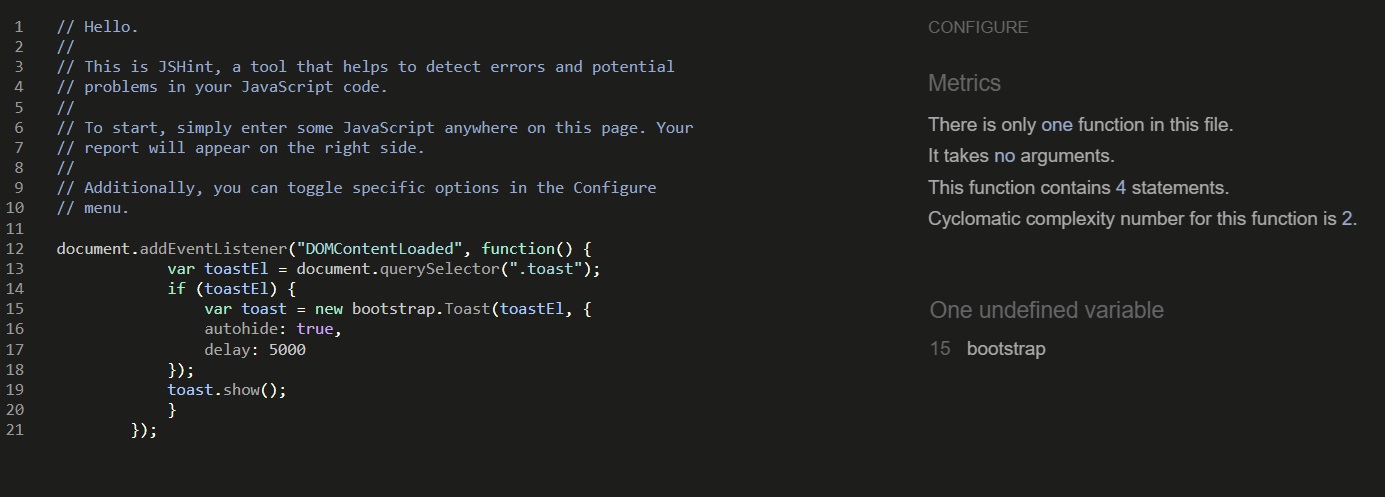 1 // Hello.
2 //
3 // This is JSHint, a tool that helps to detect errors and potential
4 // problems in your JavaScript code.
5 //
6 // To start, simply enter some JavaScript anywhere on this page. Your
7 // report will appear on the right side.
8 //
9 // Additionally, you can toggle specific options in the Configure
10 // menu.
11
12 document.addEventListener("DOMContentLoaded", function() {
13 var toastEl = document.querySelector(".toast");
14 if (toastEl) {
15 var toast = new bootstrap.Toast(toastEl, {
16 autohide: true,
17 delay: 5000
18 });
19 toast.show();
20 }
21 });
CONFIGURE
Metrics
There is only one function in this file.
It takes no arguments.
This function contains 4 statements.
Cyclomatic complexity number for this function is 2.
One undefined variable
15 bootstrap